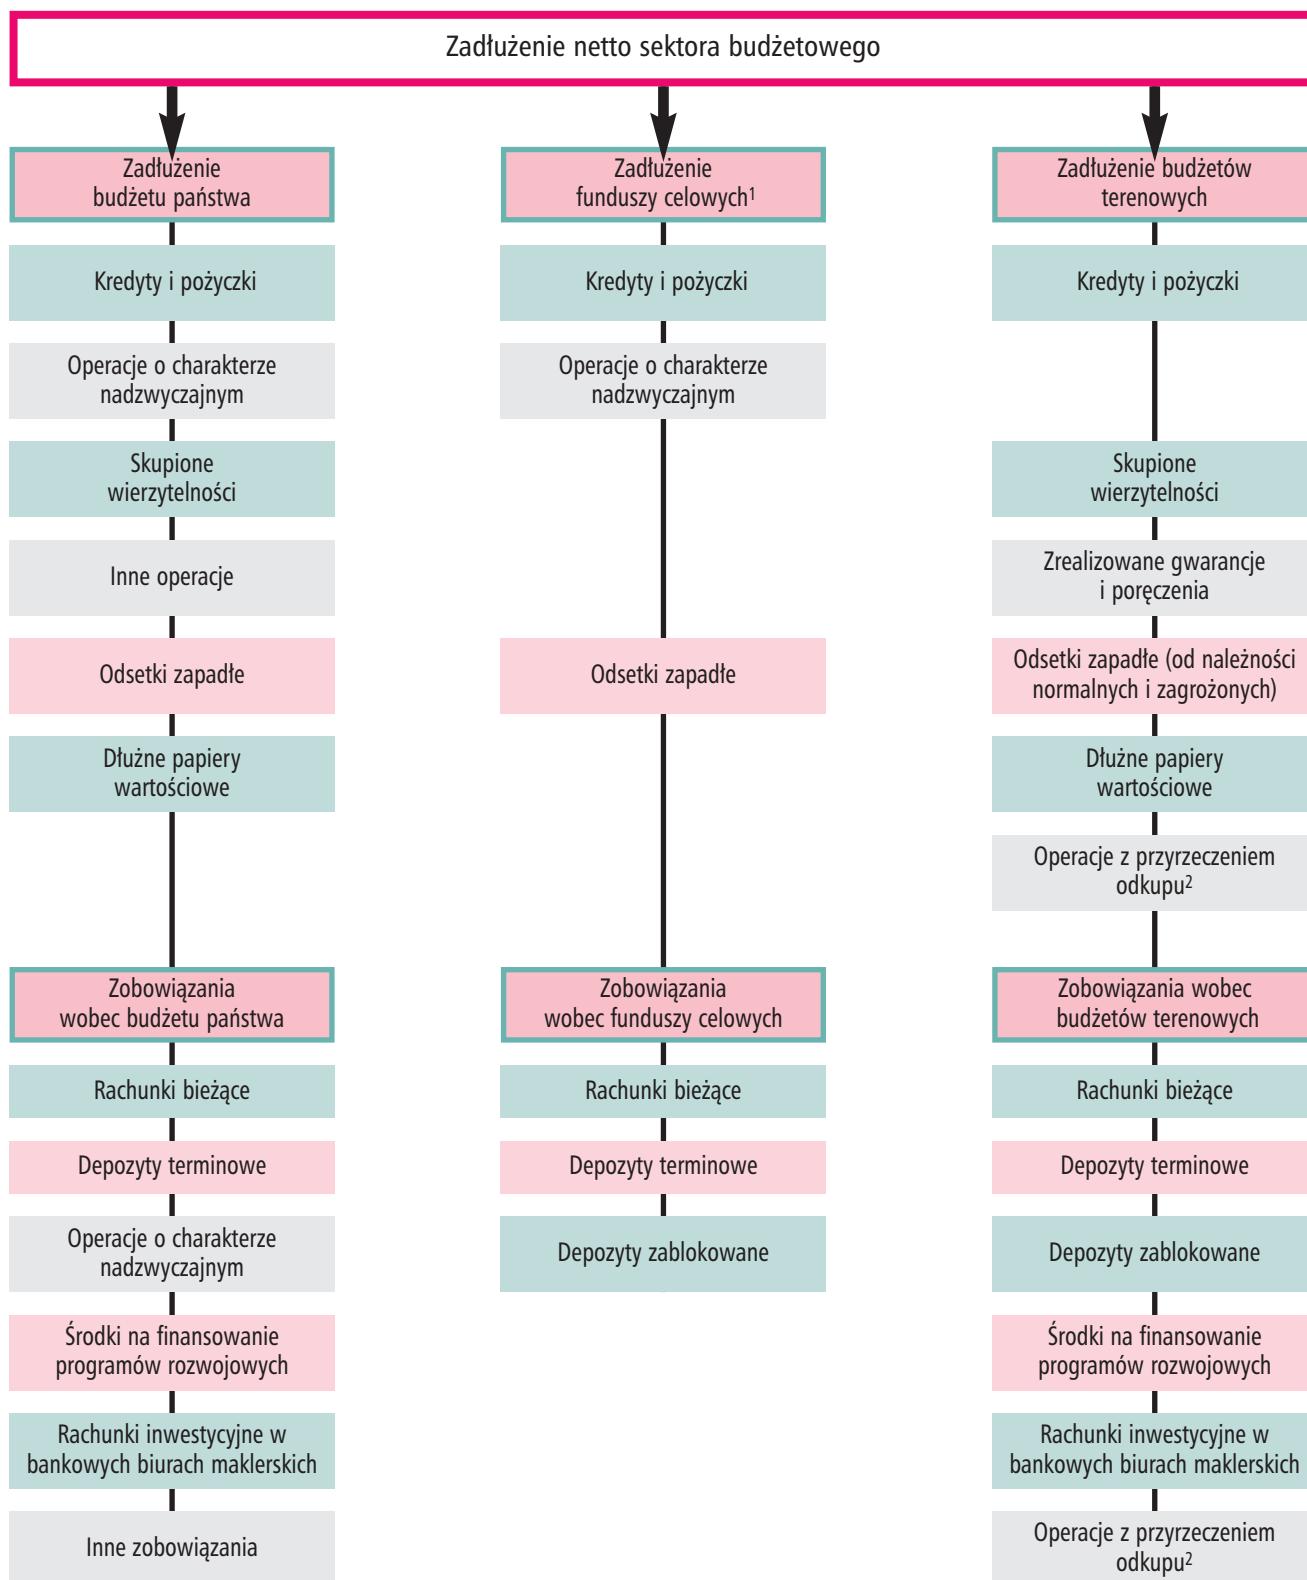 Zadłużenie netto sektora budżetowego
Zadłużenie
budżetu państwa
Kredyty i pożyczki
Operacje o charakterze
nadzwyczajnym
Skupione
wierzytelności
Inne operacje
Odsetki zapadłe
Dłużne papiery
wartościowe
Zobowiązania
wobec budżetu państwa
Rachunki bieżące
Depozyty terminowe
Operacje o charakterze
nadzwyczajnym
Środki na finansowanie
programów rozwojowych
Rachunki inwestycyjne w
bankowych biurach maklerskich
Inne zobowiązania
Zadłużenie
funduszy celowych¹
Kredyty i pożyczki
Operacje o charakterze
nadzwyczajnym
Odsetki zapadłe
Zobowiązania
wobec funduszy celowych
Rachunki bieżące
Depozyty terminowe
Depozyty zablokowane
Zadłużenie budżetów
terenowych
Kredyty i pożyczki
Skupione
wierzytelności
Zrealizowane gwarancje
i poręczenia
Odsetki zapadłe (od należności
normalnych i zagrożonych)
Dłużne papiery
wartościowe
Operacje z przyrzeczeniem
odkupu²
Zobowiązania wobec
budżetów terenowych
Rachunki bieżące
Depozyty terminowe
Depozyty zablokowane
Środki na finansowanie
programów rozwojowych
Rachunki inwestycyjne w
bankowych biurach maklerskich
Operacje z przyrzeczeniem
odkupu²